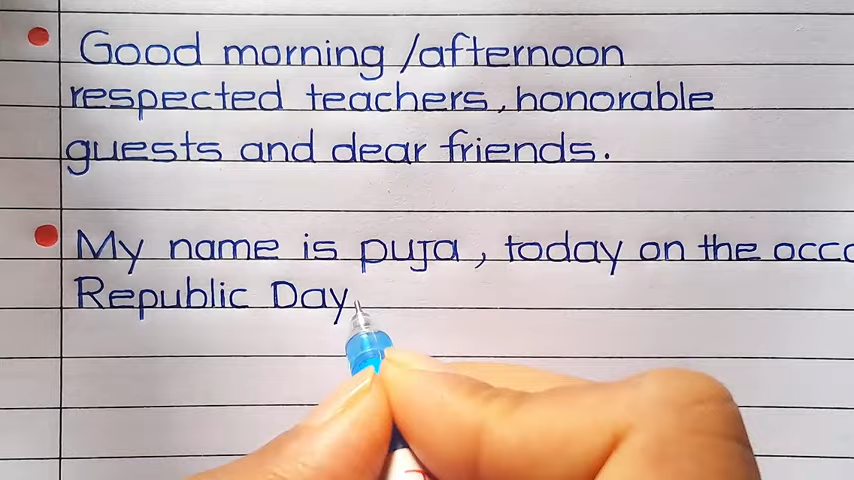 Good morning /afternoon
respected teachers, honorable
guests and dear friends.
My name is puja, today on the
Republic Day